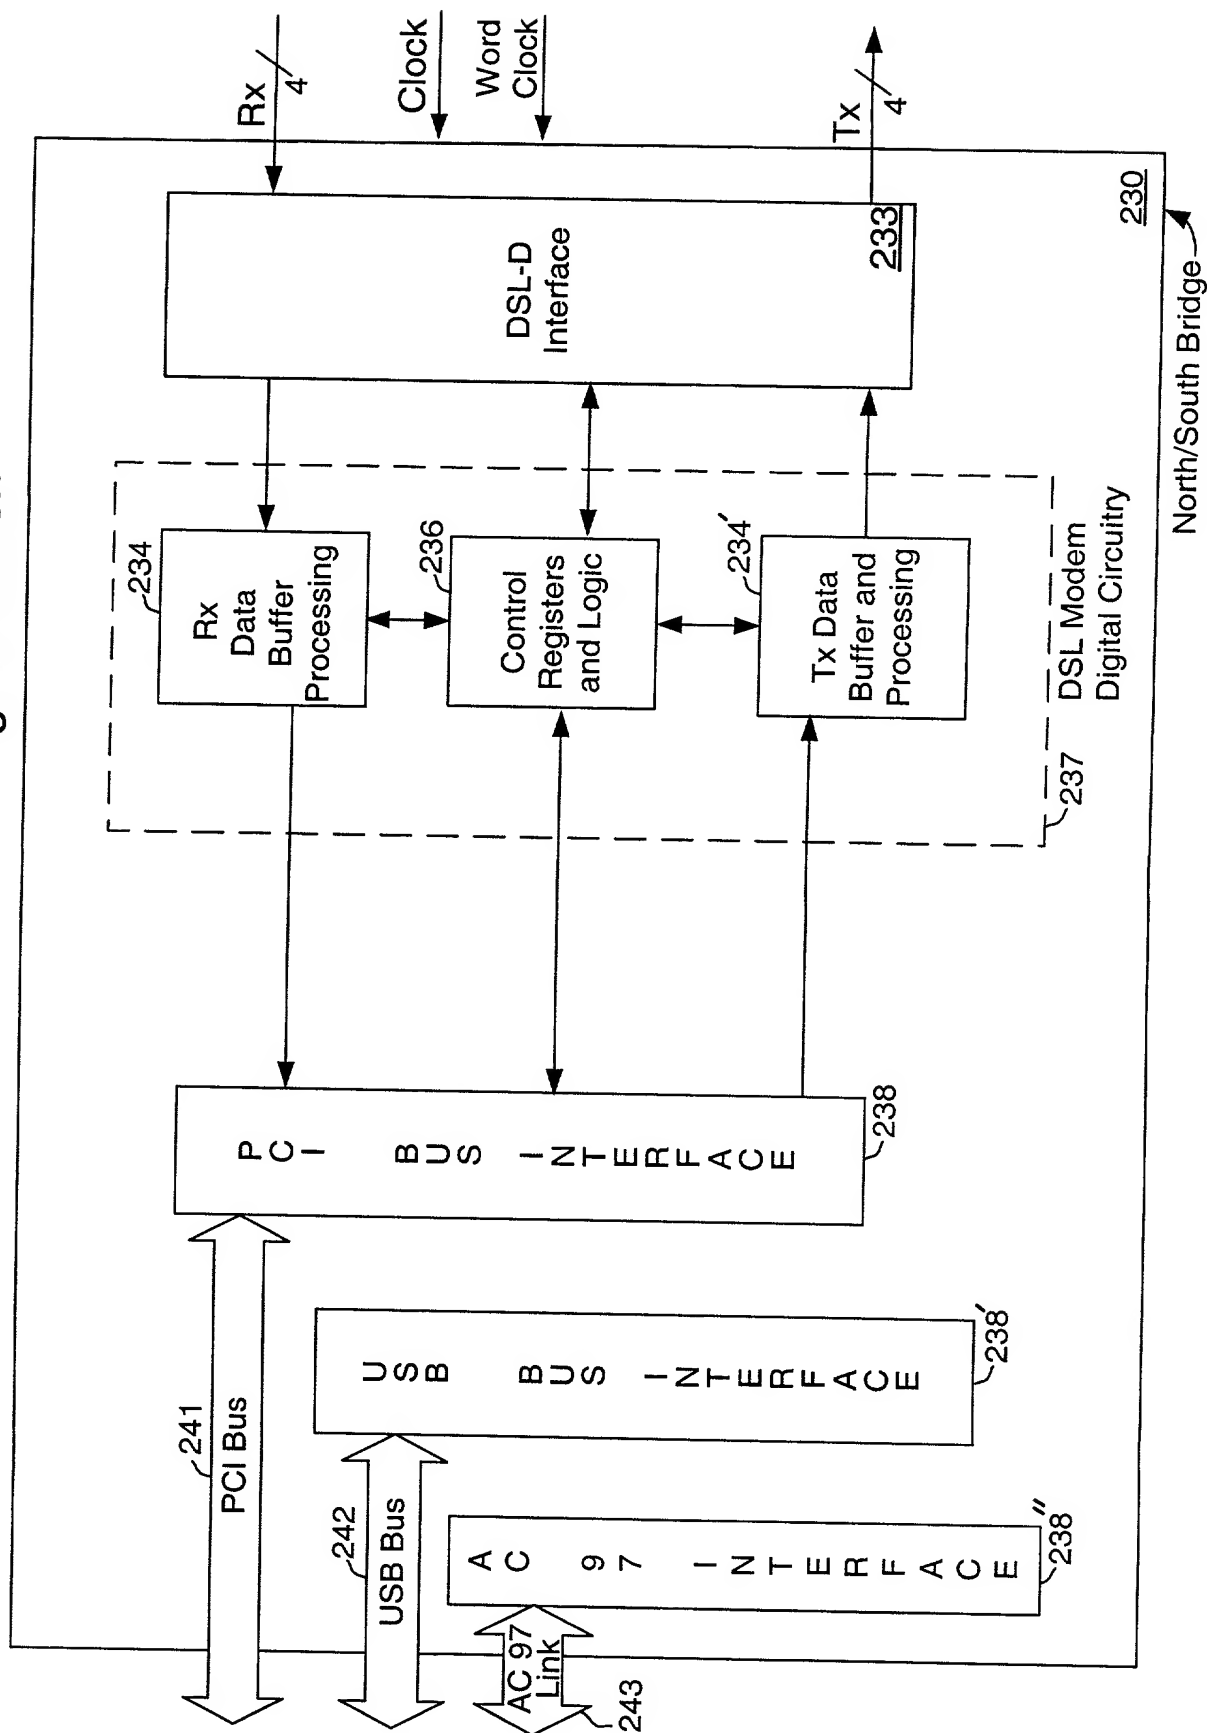 Rx
4
Clock
Word
Clock
Tx
4
230
North/South Bridge
DSL-D
Interface
233
234
Rx
Data
Buffer
Processing
236
Control
Registers
and Logic
234'
Tx Data
Buffer and
Processing
DSL Modem
Digital Circuitry
237
PCI BUS INTERFACE
238
USB BUS INTERFACE
238'
AC 97 INTERFACE
238"
241
PCI Bus
242
USB Bus
AC 97
Link
243